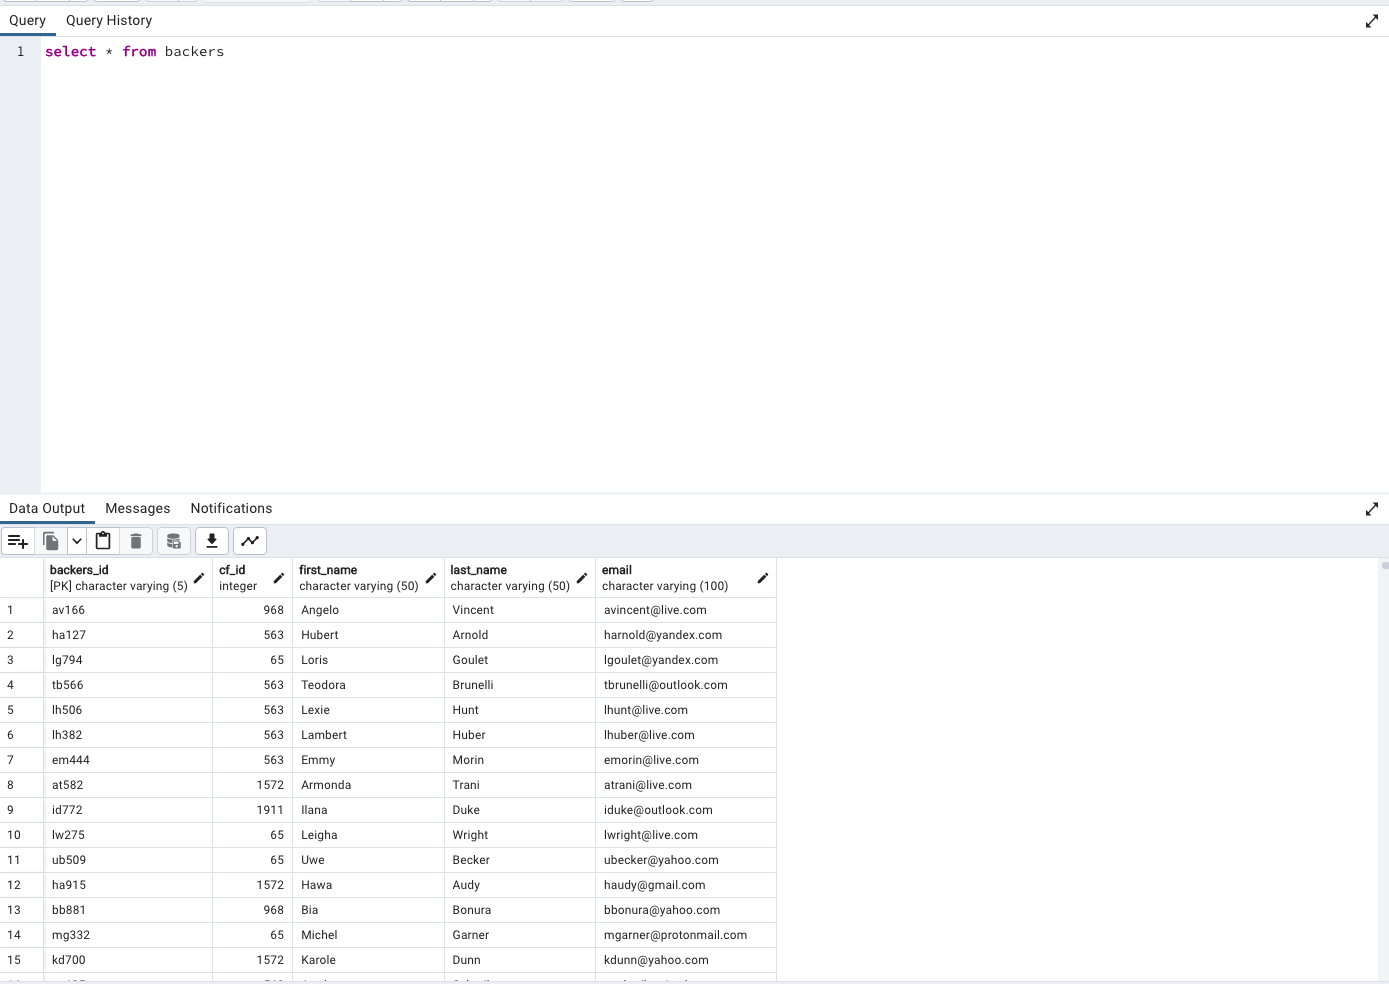 Query Query History
1 select * from backers
Data Output Messages Notifications
backers_id cf_id first_name last_name email
[PK] character varying (5) integer character varying (50) character varying (50) character varying (100)
1 av166 968 Angelo Vincent avincent@live.com
2 ha127 563 Hubert Arnold harnold@yandex.com
3 lg794 65 Loris Goulet lgoulet@yandex.com
4 tb566 563 Teodora Brunelli tbrunelli@outlook.com
5 lh506 563 Lexie Hunt lhunt@live.com
6 lh382 563 Lambert Huber lhuber@live.com
7 em444 563 Emmy Morin emorin@live.com
8 at582 1572 Armonda Trani atrani@live.com
9 id772 1911 Ilana Duke iduke@outlook.com
10 lw275 65 Leigha Wright lwright@live.com
11 ub509 65 Uwe Becker ubecker@yahoo.com
12 ha915 1572 Hawa Audy haudy@gmail.com
13 bb881 968 Bia Bonura bbonura@yahoo.com
14 mg332 65 Michel Garner mgarner@protonmail.com
15 kd700 1572 Karole Dunn kdunn@yahoo.com